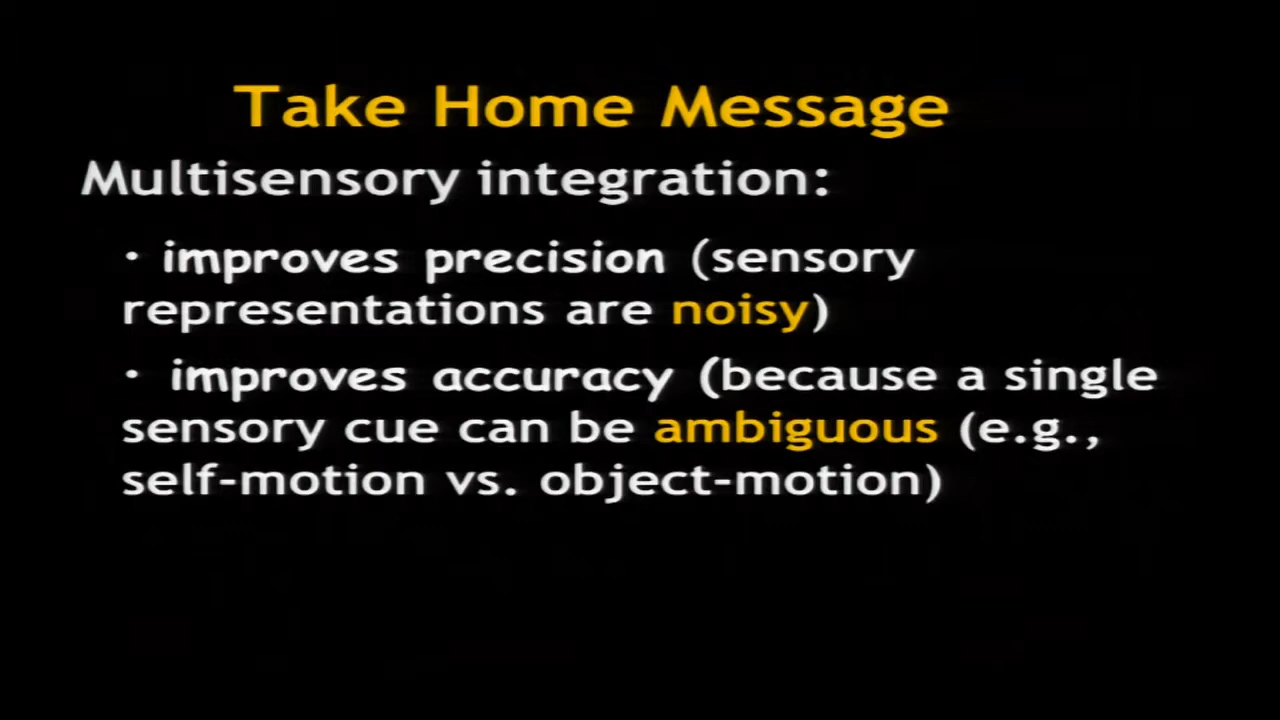 Take Home Message
Multisensory integration:
• improves precision (sensory
representations are noisy)
• improves accuracy (because a single
sensory cue can be ambiguous (e.g.,
self-motion vs. object-motion)